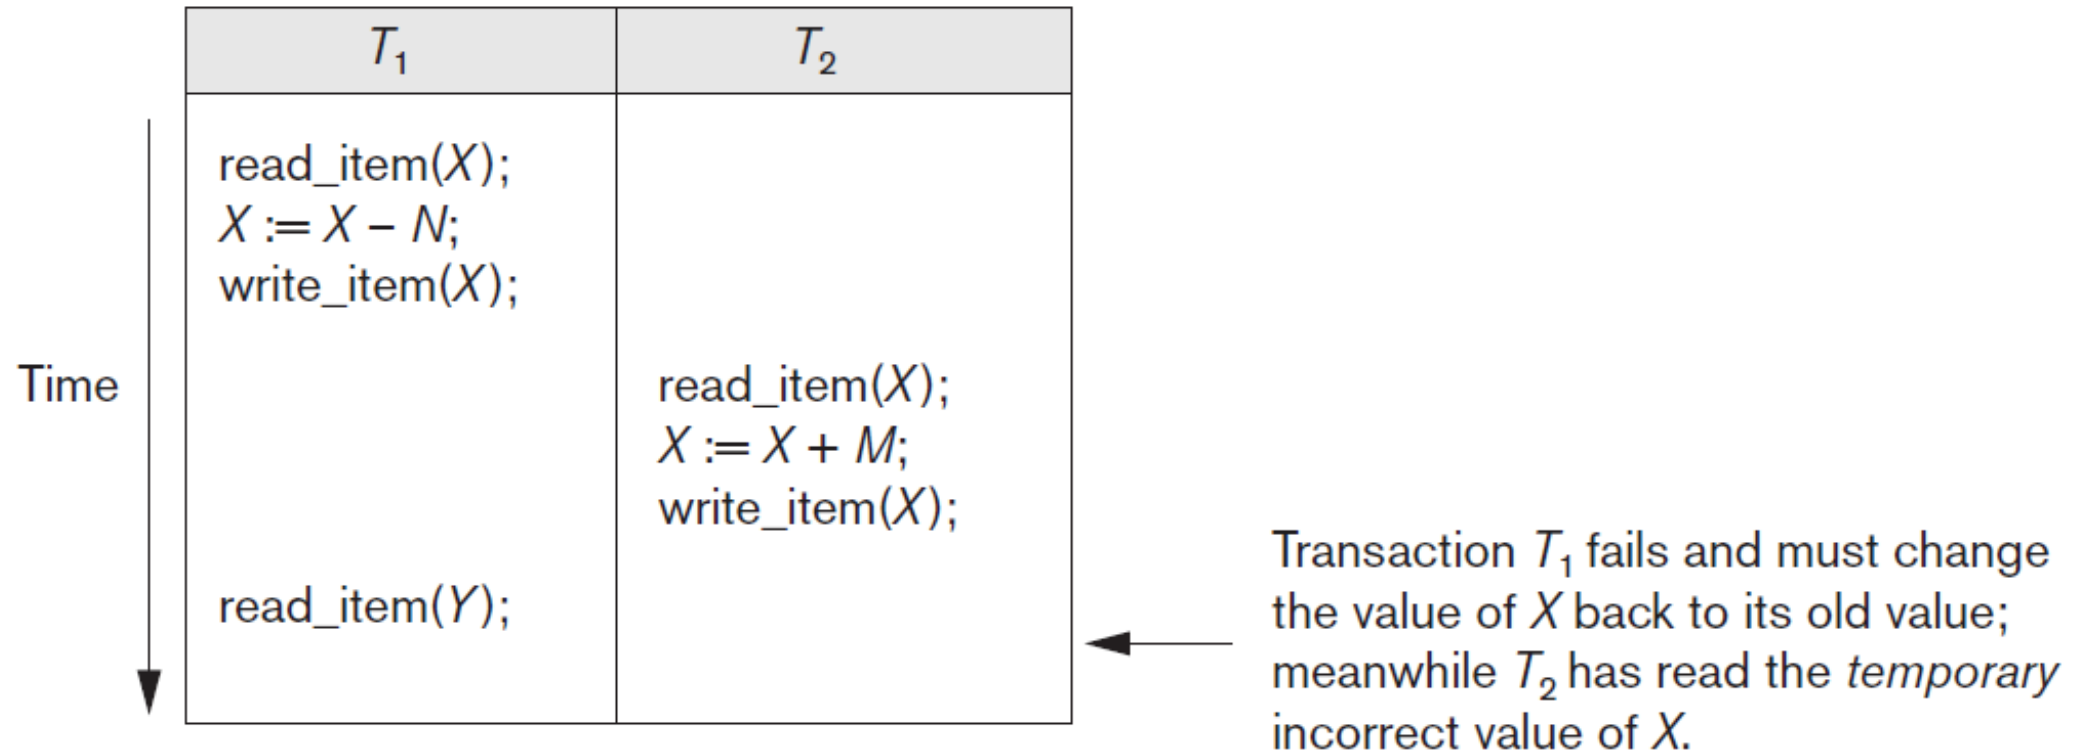 T₁ T₂
read_item(X);
X := X – N;
write_item(X);
Time
read_item(X);
X := X + M;
write_item(X);
read_item(Y);
Transaction T₁ fails and must change
the value of X back to its old value;
meanwhile T₂ has read the temporary
incorrect value of X.